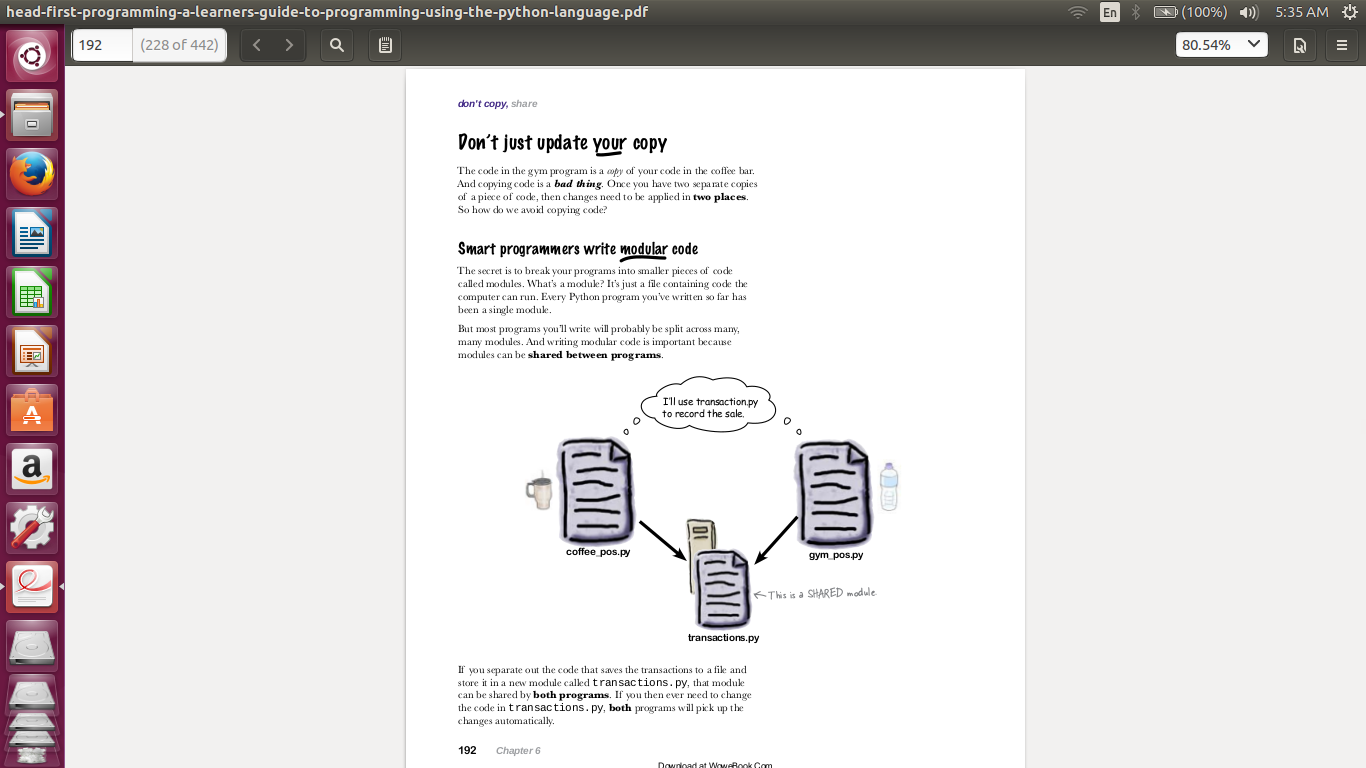 head-first-programming-a-learners-guide-to-programming-using-the-python-language.pdf
En
(100%)
5:35 AM
192
(228 of 442)
80.54%
don't copy, share
Don't just update your copy
The code in the gym program is a copy of your code in the coffee bar.
And copying code is a bad thing. Once you have two separate copies
of a piece of code, then changes need to be applied in two places.
So how do we avoid copying code?
Smart programmers write modular code
The secret is to break your programs into smaller pieces of code
called modules. What's a module? It's just a file containing code the
computer can run. Every Python program you've written so far has
been a single module.
But most programs you'll write will probably be split across many,
many modules. And writing modular code is important because
modules can be shared between programs.
I'll use transaction.py
to record the sale.
coffee_pos.py
gym_pos.py
This is a SHARED module.
transactions.py
If you separate out the code that saves the transactions to a file and
store it in a new module called transactions.py, that module
can be shared by both programs. If you then ever need to change
the code in transactions.py, both programs will pick up the
changes automatically.
192 Chapter 6
Download at WoweBook.Com